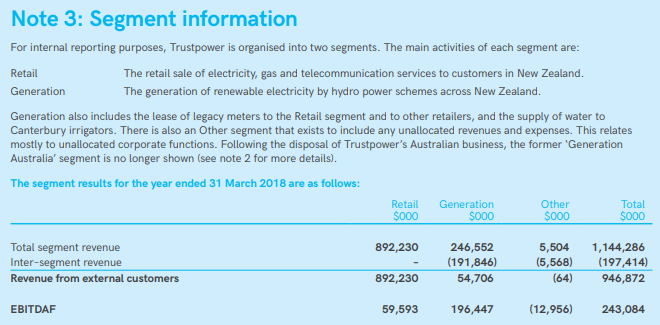 Note 3: Segment information
For internal reporting purposes, Trustpower is organised into two segments. The main activities of each segment are:
Retail The retail sale of electricity, gas and telecommunication services to customers in New Zealand.
Generation The generation of renewable electricity by hydro power schemes across New Zealand.
Generation also includes the lease of legacy meters to the Retail segment and to other retailers, and the supply of water to
Canterbury irrigators. There is also an Other segment that exists to include any unallocated revenues and expenses. This relates
mostly to unallocated corporate functions. Following the disposal of Trustpower's Australian business, the former 'Generation
Australia' segment is no longer shown (see note 2 for more details).
The segment results for the year ended 31 March 2018 are as follows:
Retail Generation Other Total
$000 $000 $000 $000
Total segment revenue 892,230 246,552 5,504 1,144,286
Inter-segment revenue – (191,846) (5,568) (197,414)
Revenue from external customers 892,230 54,706 (64) 946,872
EBITDAF 59,593 196,447 (12,956) 243,084